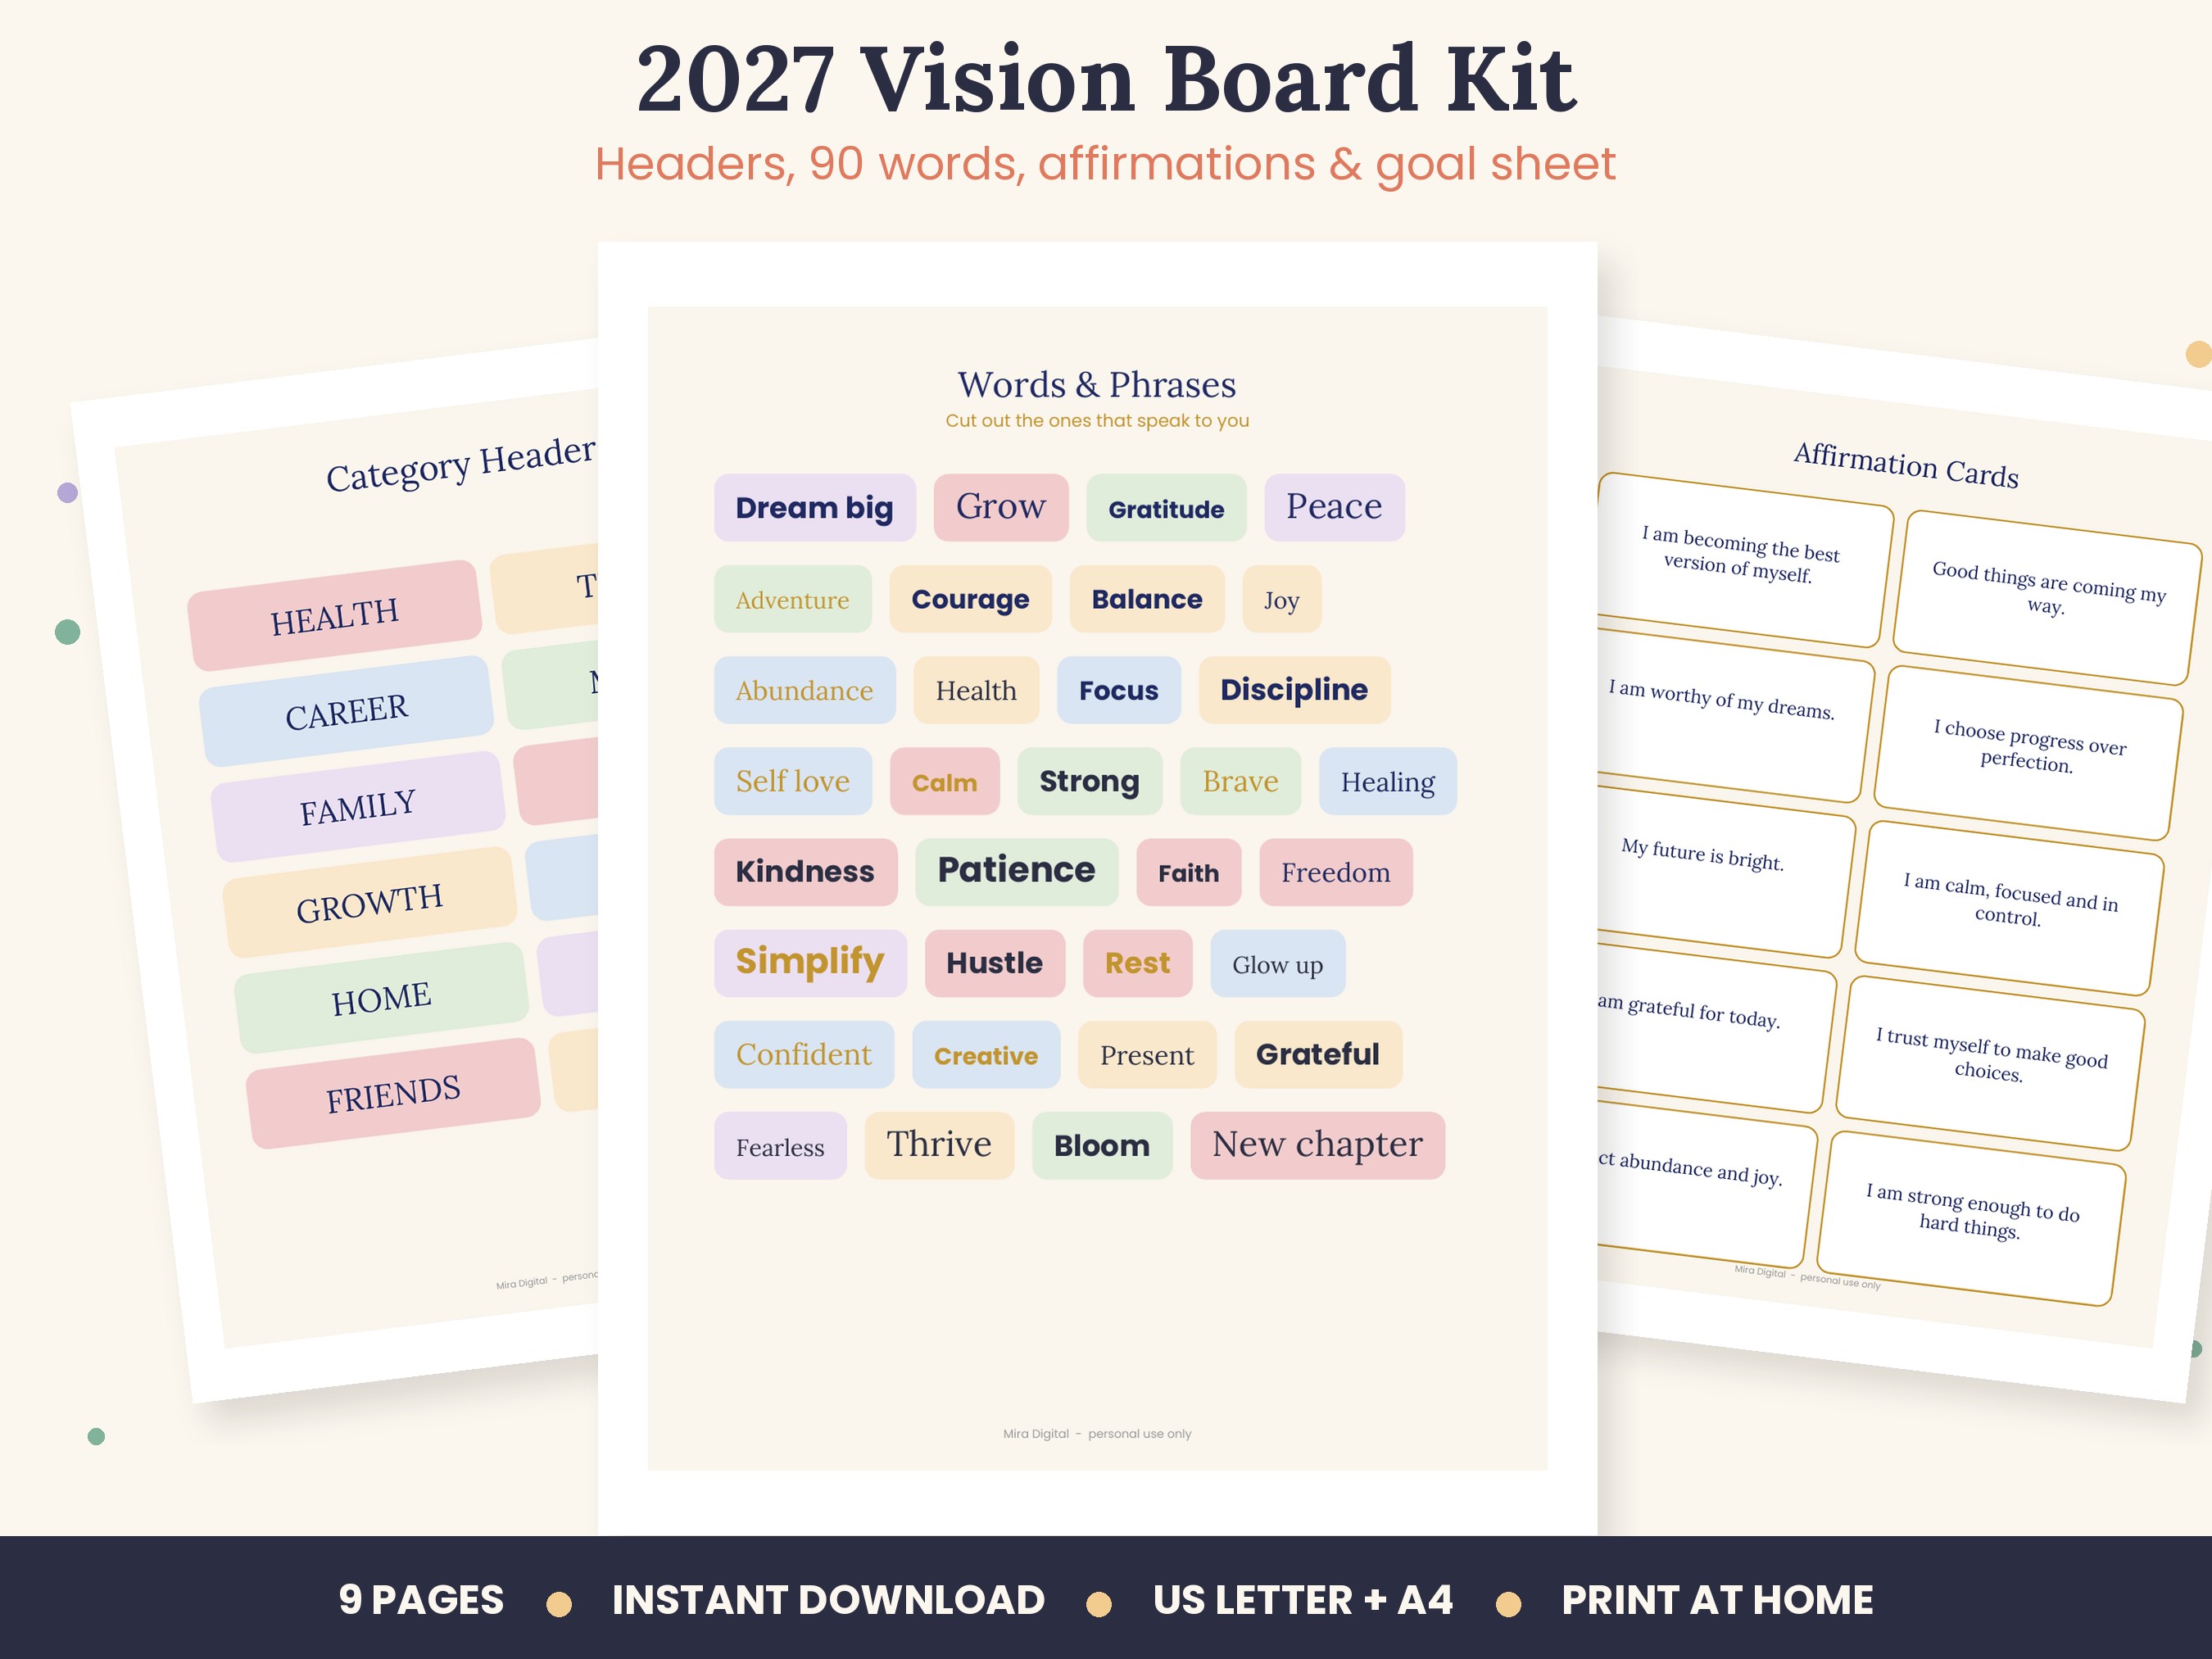 2027 Vision Board Kit
Headers, 90 words, affirmations & goal sheet
Category Header
HEALTH
CAREER
FAMILY
GROWTH
HOME
FRIENDS
Mira Digital -
Words & Phrases
Cut out the ones that speak to you
Dream big Grow Gratitude Peace
Adventure Courage Balance Joy
Abundance Health Focus Discipline
Self love Calm Strong Brave Healing
Kindness Patience Faith Freedom
Simplify Hustle Rest Glow up
Confident Creative Present Grateful
Fearless Thrive Bloom New chapter
Mira Digital - personal use only
Affirmation Cards
I am becoming the best
version of myself.
Good things are coming my
way.
I am worthy of my dreams.
I choose progress over
perfection.
My future is bright.
I am calm, focused and in
control.
am grateful for today.
I trust myself to make good
choices.
abundance and joy.
I am strong enough to do
hard things.
Mira Digital - personal use only
9 PAGES INSTANT DOWNLOAD US LETTER + A4 PRINT AT HOME